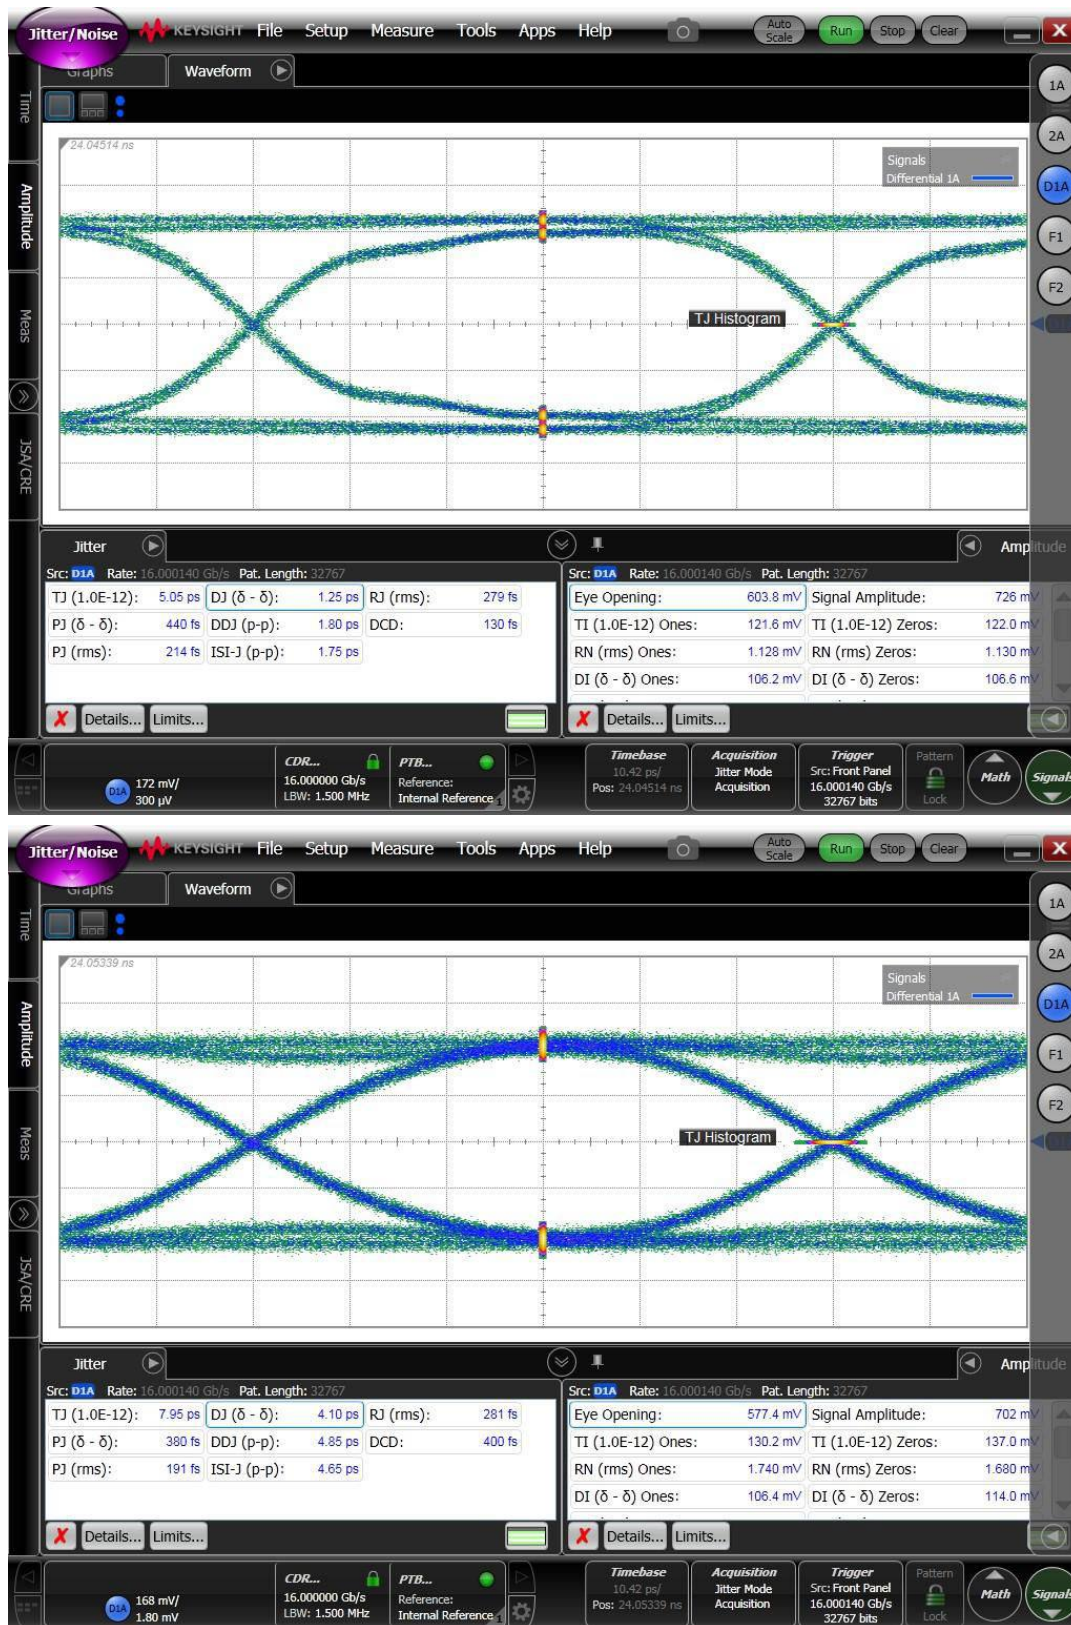 Jitter/Noise KEYSIGHT File Setup Measure Tools Apps Help Auto Scale Run Stop Clear
Graphs Waveform
Time
Amplitude
Meas
JSA/CRE
24.04514 ns
Signals
Differential 1A
TJ Histogram
1A
2A
D1A
F1
F2
Jitter
Amplitude
Src: D1A Rate: 16.000140 Gb/s Pat. Length: 32767
TJ (1.0E-12): 5.05 ps DJ (δ - δ): 1.25 ps RJ (rms): 279 fs
PJ (δ - δ): 440 fs DDJ (p-p): 1.80 ps DCD: 130 fs
PJ (rms): 214 fs ISI-J (p-p): 1.75 ps
Details... Limits...
Src: D1A Rate: 16.000140 Gb/s Pat. Length: 32767
Eye Opening: 603.8 mV Signal Amplitude: 726 mV
TI (1.0E-12) Ones: 121.6 mV TI (1.0E-12) Zeros: 122.0 mV
RN (rms) Ones: 1.128 mV RN (rms) Zeros: 1.130 mV
DI (δ - δ) Ones: 106.2 mV DI (δ - δ) Zeros: 106.6 mV
Details... Limits...
D1A 172 mV/
300 µV
CDR...
16.000000 Gb/s
LBW: 1.500 MHz
PTB...
Reference:
Internal Reference 1
Timebase
10.42 ps/
Pos: 24.04514 ns
Acquisition
Jitter Mode
Acquisition
Trigger
Src: Front Panel
16.000140 Gb/s
32767 bits
Pattern
Lock
Math
Signals
Jitter/Noise KEYSIGHT File Setup Measure Tools Apps Help Auto Scale Run Stop Clear
Graphs Waveform
Time
Amplitude
Meas
JSA/CRE
24.05339 ns
Signals
Differential 1A
TJ Histogram
1A
2A
D1A
F1
F2
Jitter
Amplitude
Src: D1A Rate: 16.000140 Gb/s Pat. Length: 32767
TJ (1.0E-12): 7.95 ps DJ (δ - δ): 4.10 ps RJ (rms): 281 fs
PJ (δ - δ): 380 fs DDJ (p-p): 4.85 ps DCD: 400 fs
PJ (rms): 191 fs ISI-J (p-p): 4.65 ps
Details... Limits...
Src: D1A Rate: 16.000140 Gb/s Pat. Length: 32767
Eye Opening: 577.4 mV Signal Amplitude: 702 mV
TI (1.0E-12) Ones: 130.2 mV TI (1.0E-12) Zeros: 137.0 mV
RN (rms) Ones: 1.740 mV RN (rms) Zeros: 1.680 mV
DI (δ - δ) Ones: 106.4 mV DI (δ - δ) Zeros: 114.0 mV
Details... Limits...
D1A 168 mV/
1.80 mV
CDR...
16.000000 Gb/s
LBW: 1.500 MHz
PTB...
Reference:
Internal Reference 1
Timebase
10.42 ps/
Pos: 24.05339 ns
Acquisition
Jitter Mode
Acquisition
Trigger
Src: Front Panel
16.000140 Gb/s
32767 bits
Pattern
Lock
Math
Signals